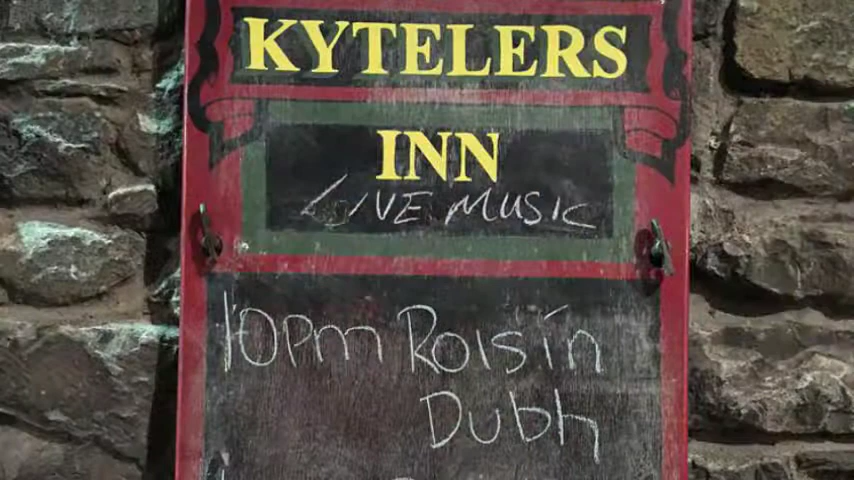 KYTELERS
INN
LIVE MUSIC
10pm Roisín
Dubh